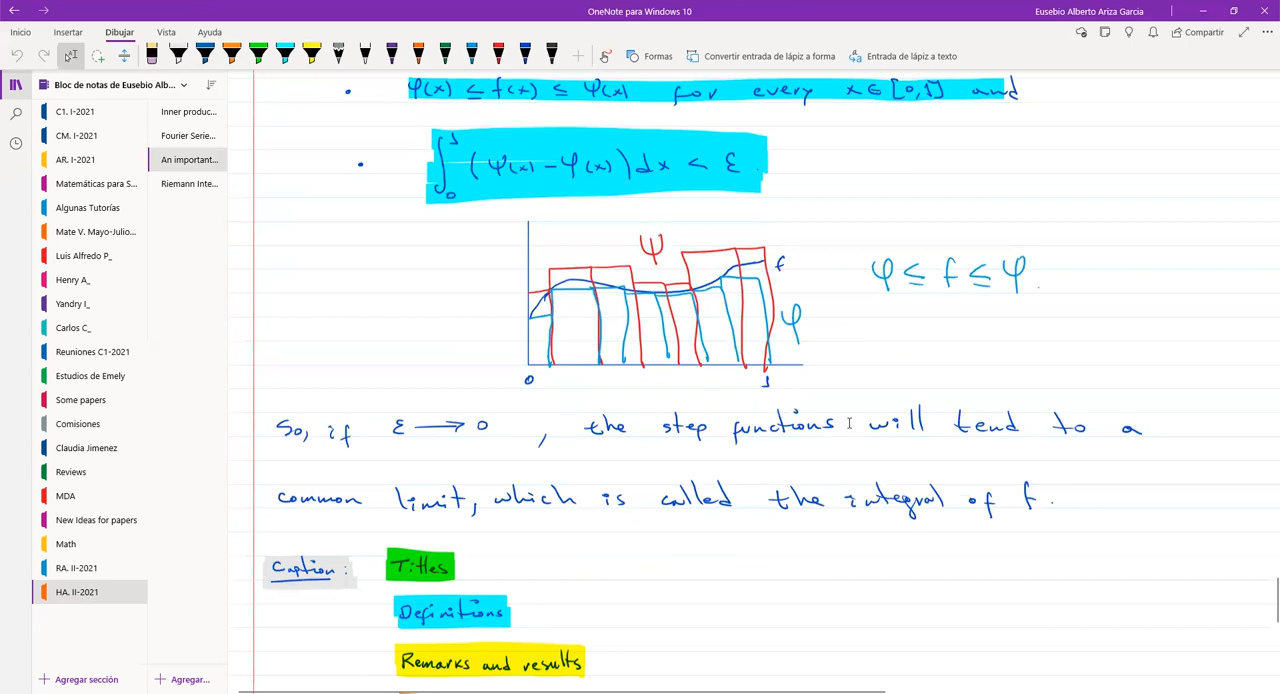 OneNote para Windows 10
Eusebio Alberto Ariza Garcia
Inicio Insertar Dibujar Vista Ayuda
Compartir
Formas Convertir entrada de lápiz a forma Entrada de lápiz a texto
Bloc de notas de Eusebio Alb...
C1. I-2021
CM. I-2021
AR. I-2021
Matemáticas para S...
Algunas Tutorías
Mate V. Mayo-Julio...
Luis Alfredo P_
Henry A_
Yandry I_
Carlos C_
Reuniones C1-2021
Estudios de Emely
Some papers
Comisiones
Claudia Jimenez
Reviews
MDA
New Ideas for papers
Math
RA. II-2021
HA. II-2021
Agregar sección
Inner produc...
Fourier Serie...
An important...
Riemann Inte...
Agregar...
• φ(x) ≤ f(x) ≤ ψ(x) for every x ∈ [0,1] and
• ∫₀¹ (ψ(x) - φ(x)) dx < ε.
ψ
f
φ
0 1
φ ≤ f ≤ φ.
So, if ε → 0, the step functions will tend to a
common limit, which is called the integral of f.
Caption: Titles
Definitions
Remarks and results